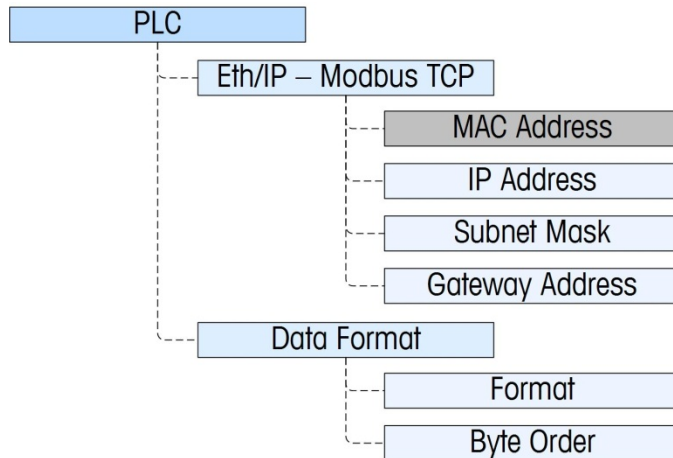 PLC
Eth/IP – Modbus TCP
MAC Address
IP Address
Subnet Mask
Gateway Address
Data Format
Format
Byte Order